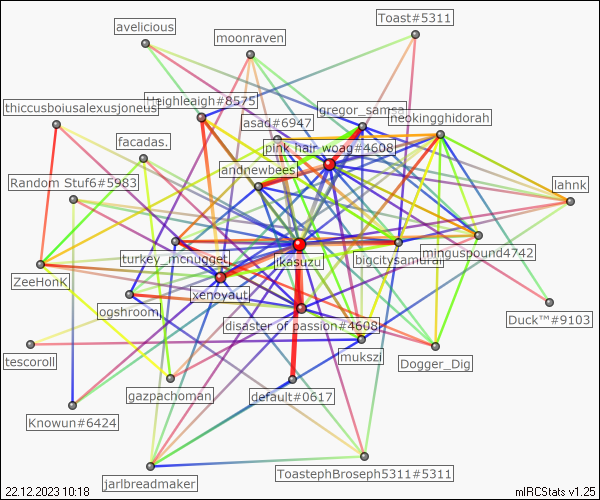 Toast#5311
avelicious
moonraven
thiccusboiusalexusjoneus
Heighleaigh#8575
gregor_samsa
neokingghidorah
asad#6947
facadas.
pink hair woag#4608
andnewbees
Random Stuf6#5983
lahnk
turkey_mcnugget
jkasuzu
bigcitysamurai
minguspound4742
ZeeHonK
xenoyaut
ogshroom
disaster of passion#4608
Duck™#9103
tescoroll
mukszi
Dogger_Dig
gazpachoman
default#0617
Knowun#6424
jarlbreadmaker
ToastephBroseph5311#5311
22.12.2023 10:18
mIRCStats v1.25